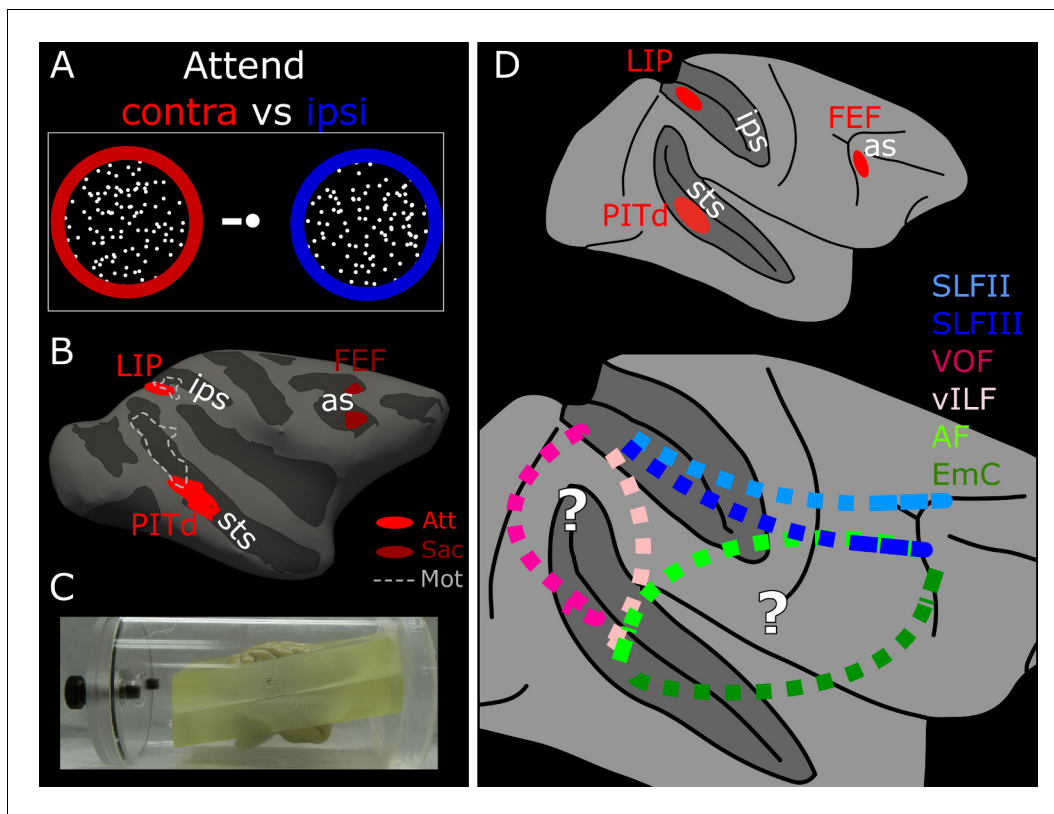 A
Attend
contra vs ipsi
B
LIP
FEF
ips
as
PITd
sts
Att
Sac
Mot
C
D
LIP
FEF
ips
as
sts
PITd
SLFII
SLFIII
VOF
vILF
AF
EmC
?
?